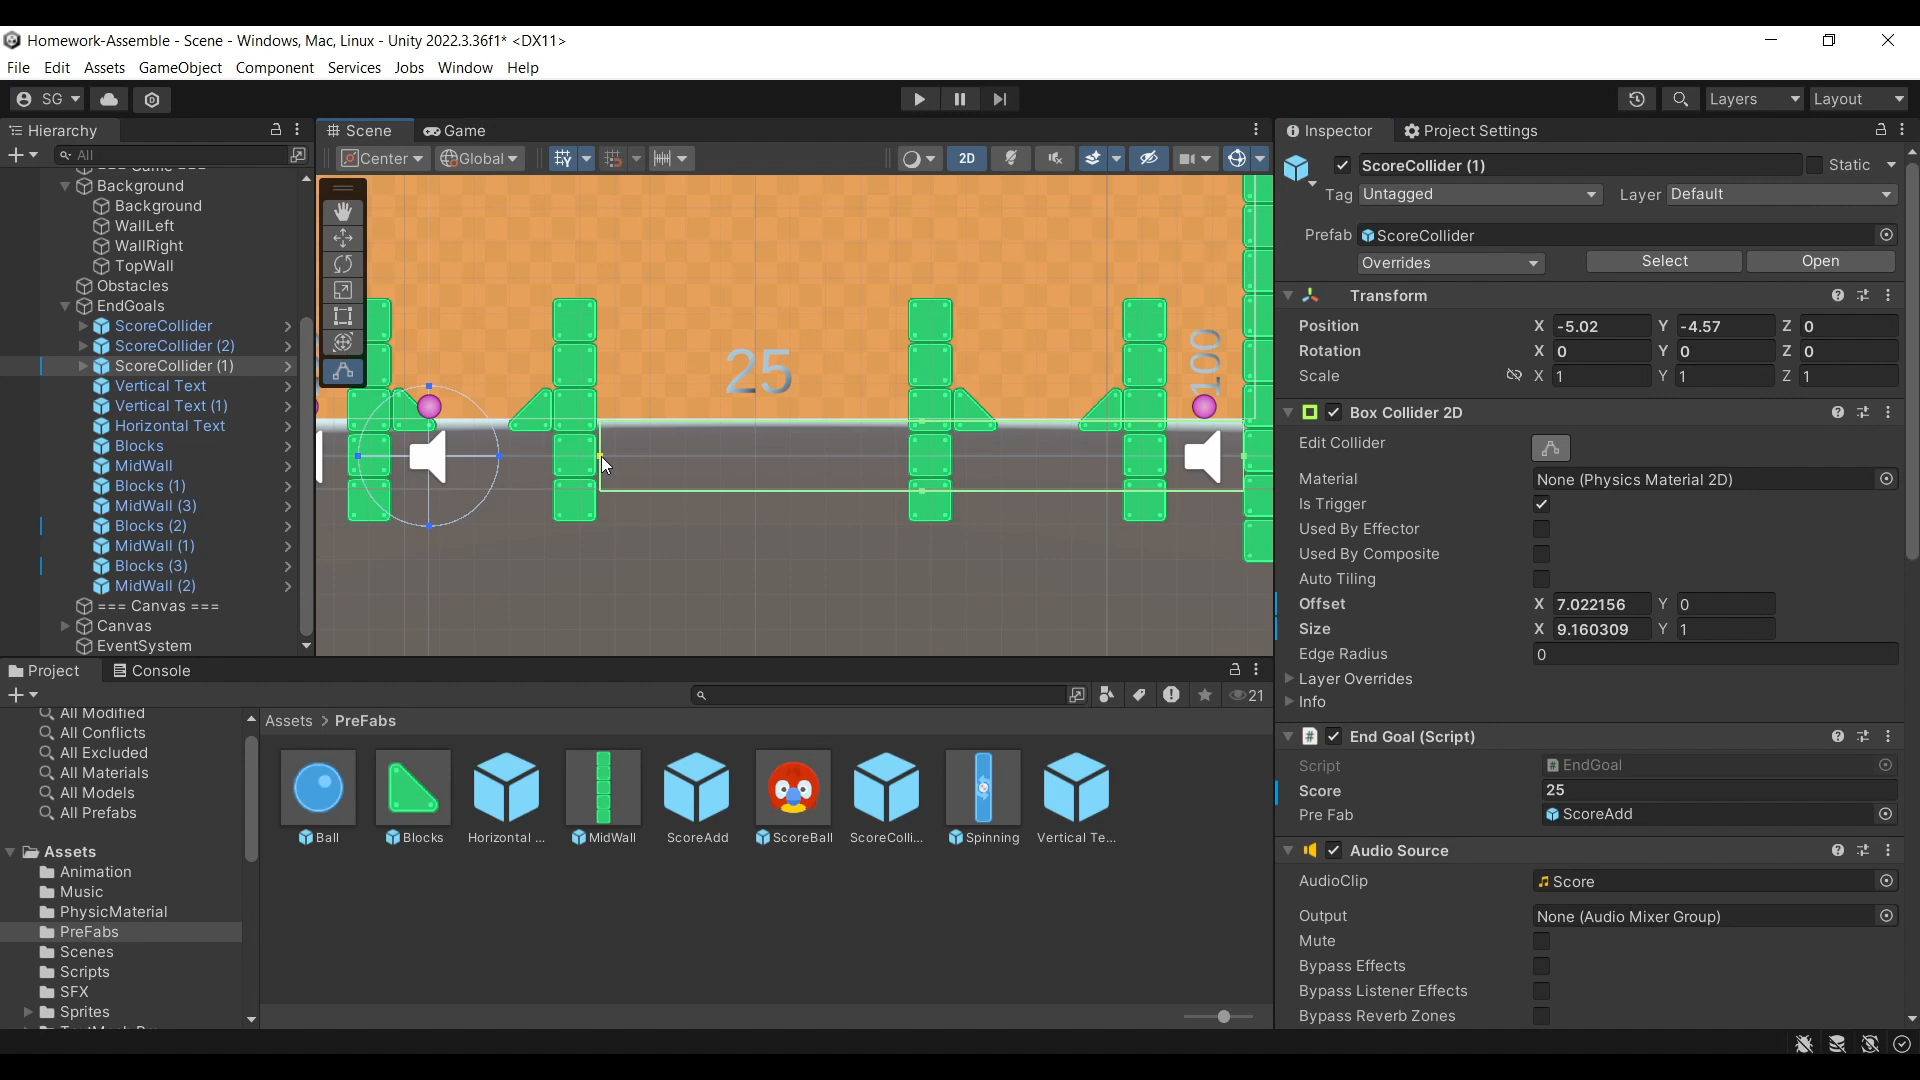 Homework-Assemble - Scene - Windows, Mac, Linux - Unity 2022.3.36f1* <DX11>
File Edit Assets GameObject Component Services Jobs Window Help
SG Layers Layout
Hierarchy
All
Background
Background
WallLeft
WallRight
TopWall
Obstacles
EndGoals
ScoreCollider
ScoreCollider (2)
ScoreCollider (1)
Vertical Text
Vertical Text (1)
Horizontal Text
Blocks
MidWall
Blocks (1)
MidWall (3)
Blocks (2)
MidWall (1)
Blocks (3)
MidWall (2)
=== Canvas ===
Canvas
EventSystem
Scene Game
Center Global 2D
25
100
Inspector Project Settings
ScoreCollider (1) Static
Tag Untagged Layer Default
Prefab ScoreCollider
Overrides Select Open
Transform
Position X -5.02 Y -4.57 Z 0
Rotation X 0 Y 0 Z 0
Scale X 1 Y 1 Z 1
Box Collider 2D
Edit Collider
Material None (Physics Material 2D)
Is Trigger
Used By Effector
Used By Composite
Auto Tiling
Offset X 7.022156 Y 0
Size X 9.160309 Y 1
Edge Radius 0
Layer Overrides
Info
End Goal (Script)
Script EndGoal
Score 25
Pre Fab ScoreAdd
Audio Source
AudioClip Score
Output None (Audio Mixer Group)
Mute
Bypass Effects
Bypass Listener Effects
Bypass Reverb Zones
Project Console
21
All Modified
All Conflicts
All Excluded
All Materials
All Models
All Prefabs
Assets
Animation
Music
PhysicMaterial
PreFabs
Scenes
Scripts
SFX
Sprites
Assets > PreFabs
Ball Blocks Horizontal ... MidWall ScoreAdd ScoreBall ScoreColli... Spinning Vertical Te...